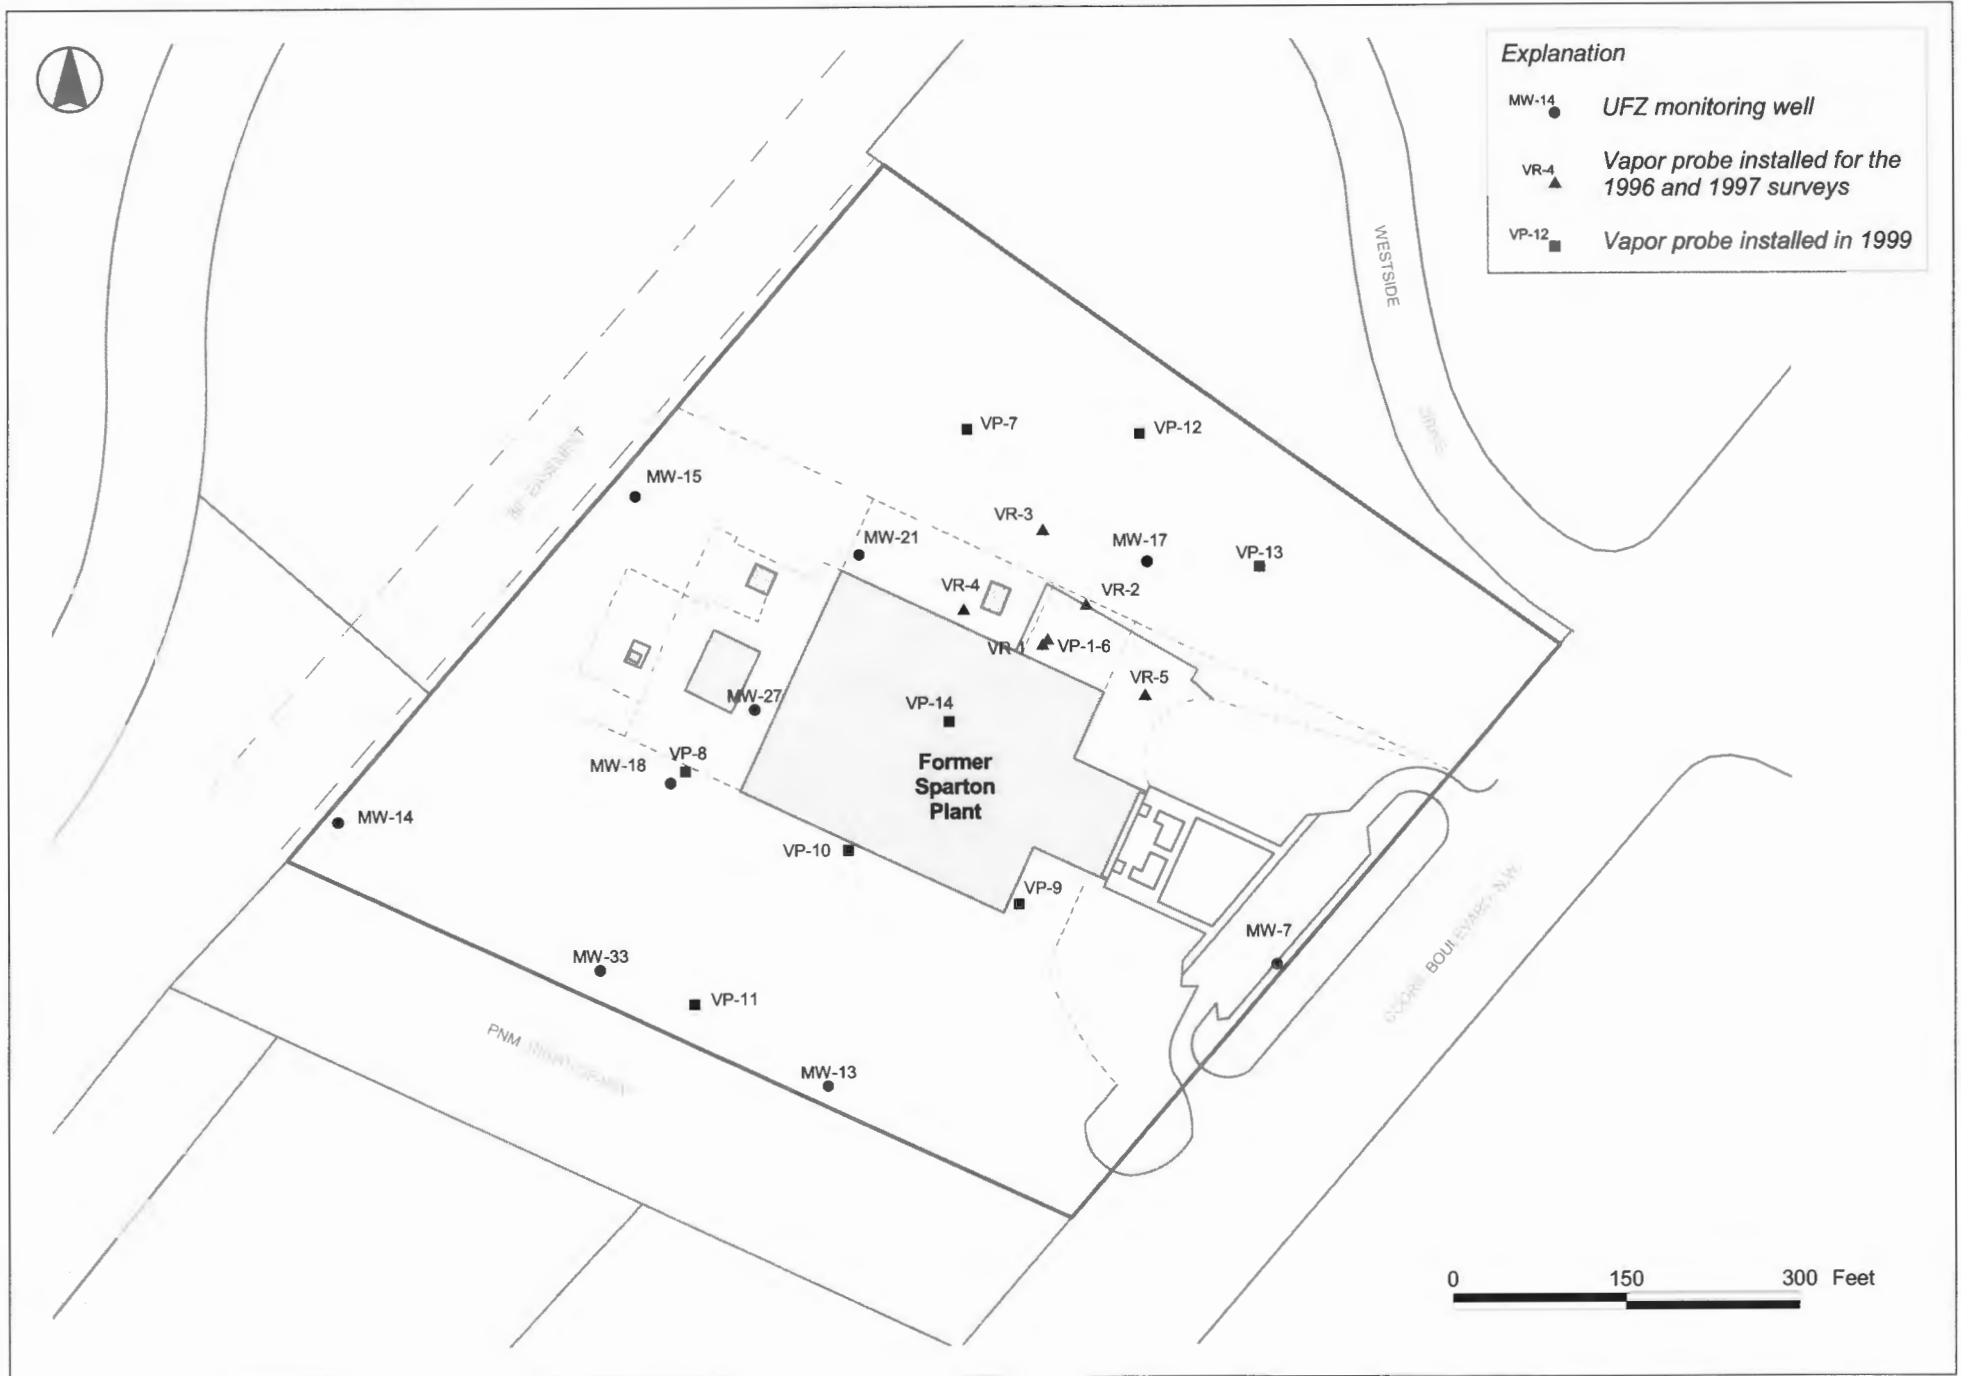 Explanation
MW-14
UFZ monitoring well
VR-4
Vapor probe installed for the
1996 and 1997 surveys
VP-12
Vapor probe installed in 1999
WESTSIDE
VP-7
VP-12
EASEMENT
MW-15
VR-3
MW-21
MW-17
VP-13
VR-4
VR-2
VP-1-6
VR-5
MW-27
VP-14
VP-8
MW-18
Former
Sparton
Plant
MW-14
VP-10
VP-9
MW-7
BOULEVARD N.W.
MW-33
VP-11
PNM
MW-13
0 150 300 Feet